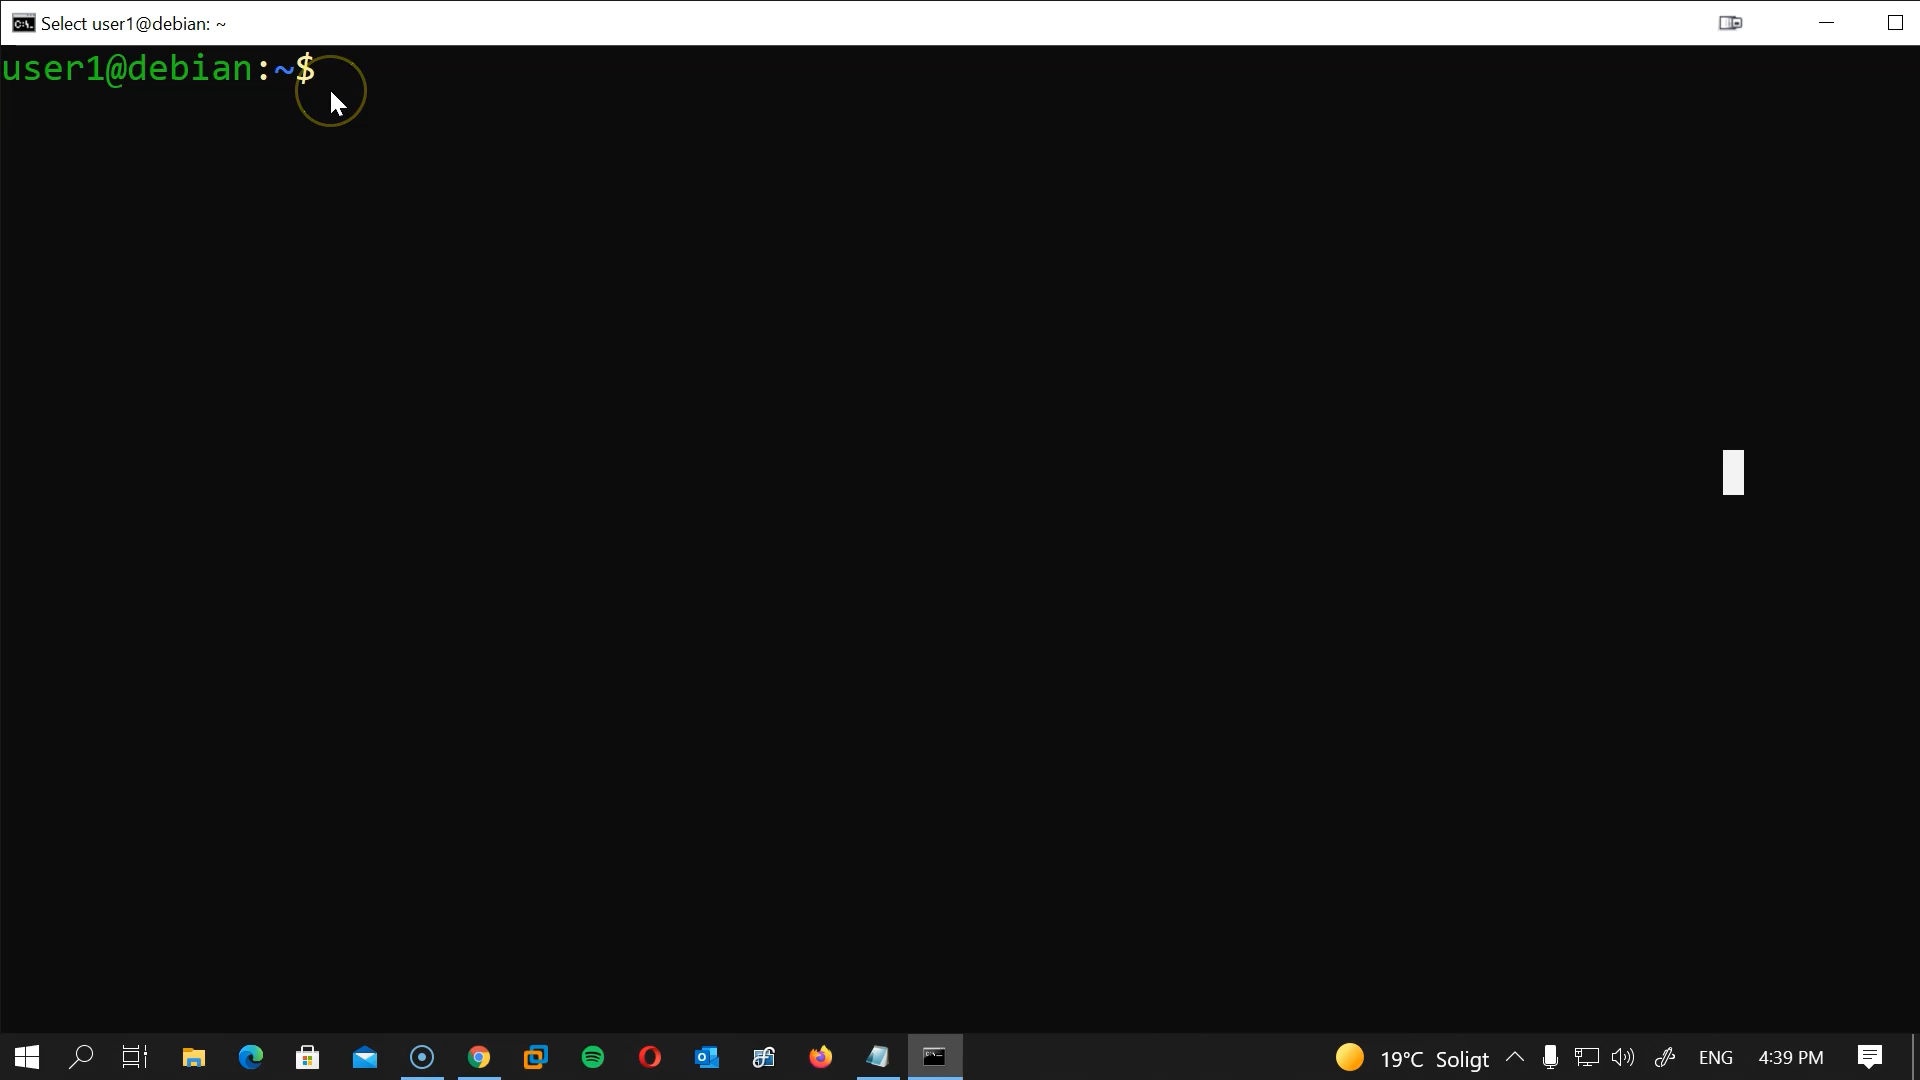 Select user1@debian: ~
user1@debian:~$
19°C Soligt
ENG
4:39 PM